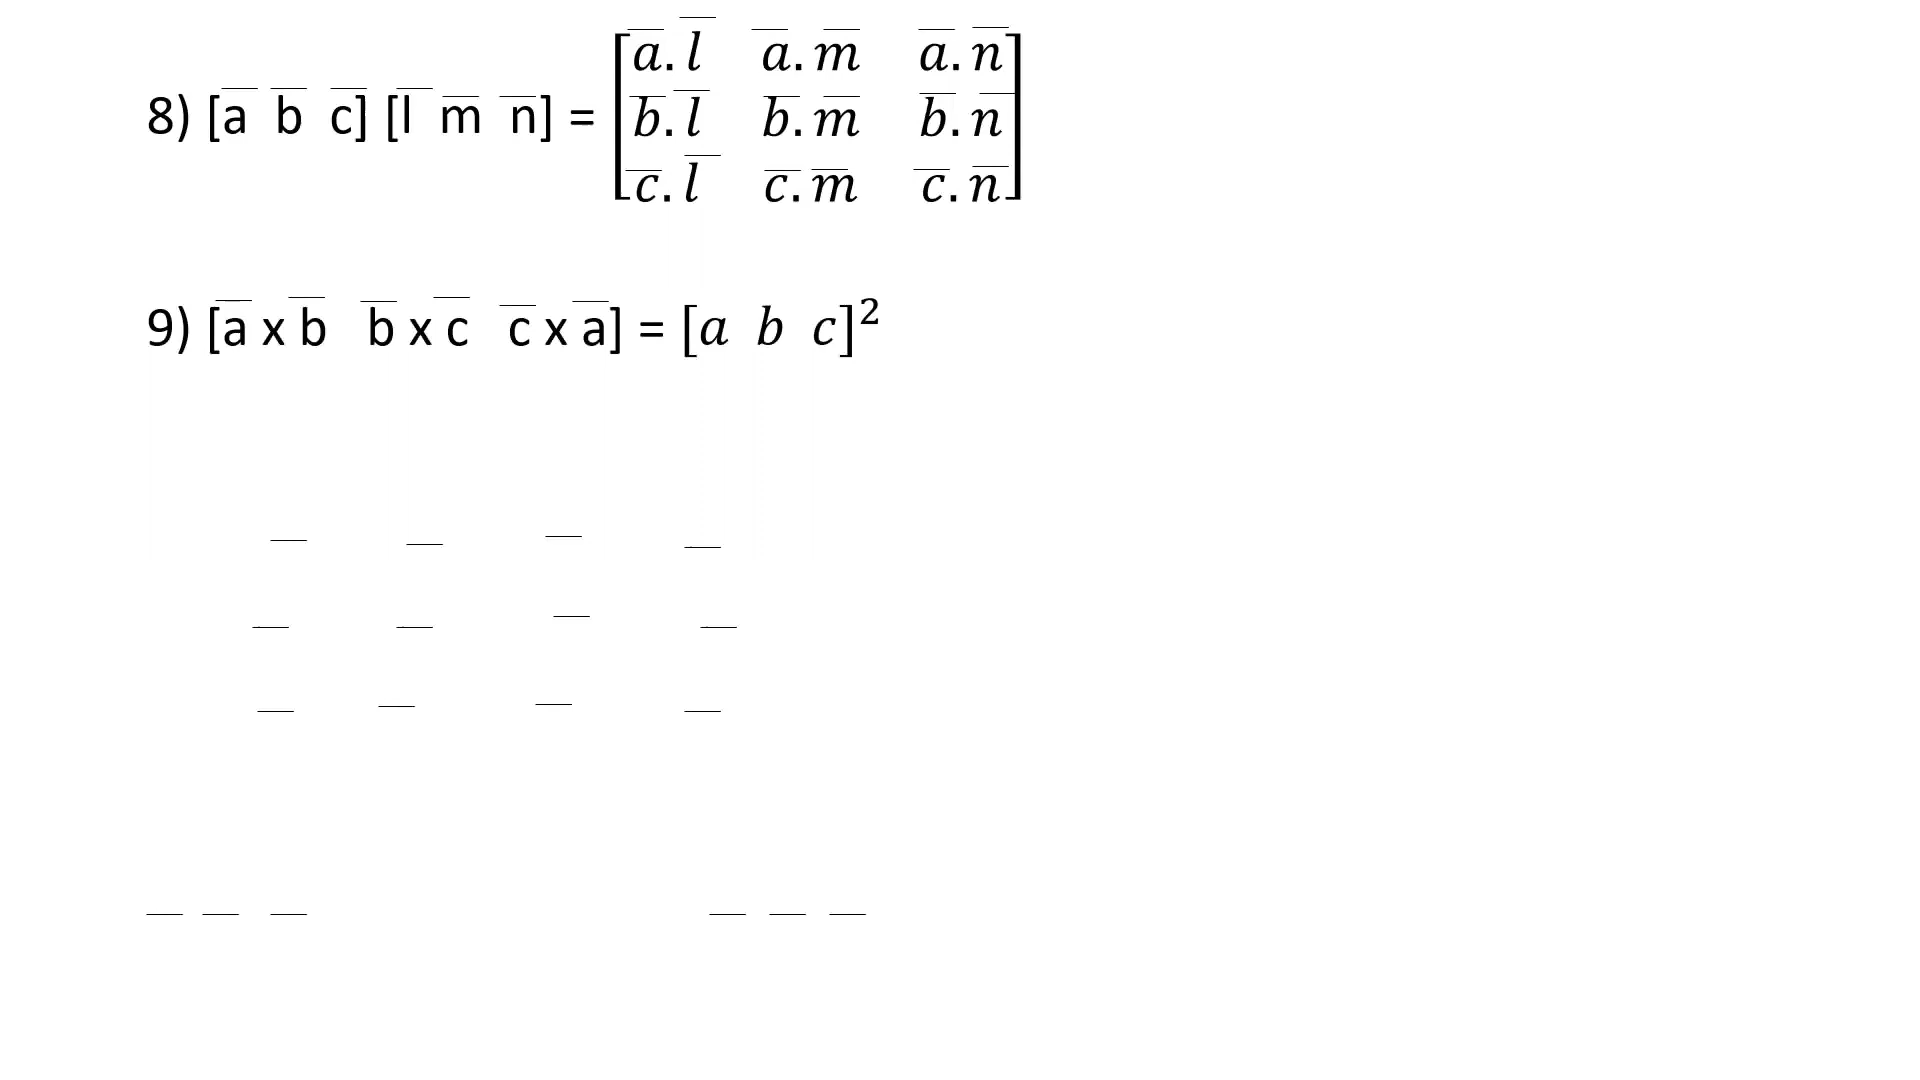 a̅. l̅ a̅. m̅ a̅. n̅
8) [a̅ b̅ c̅] [l̅ m̅ n̅] = b̅. l̅ b̅. m̅ b̅. n̅
c̅. l̅ c̅. m̅ c̅. n̅
9) [a̅ x b̅ b̅ x c̅ c̅ x a̅] = [a b c]²